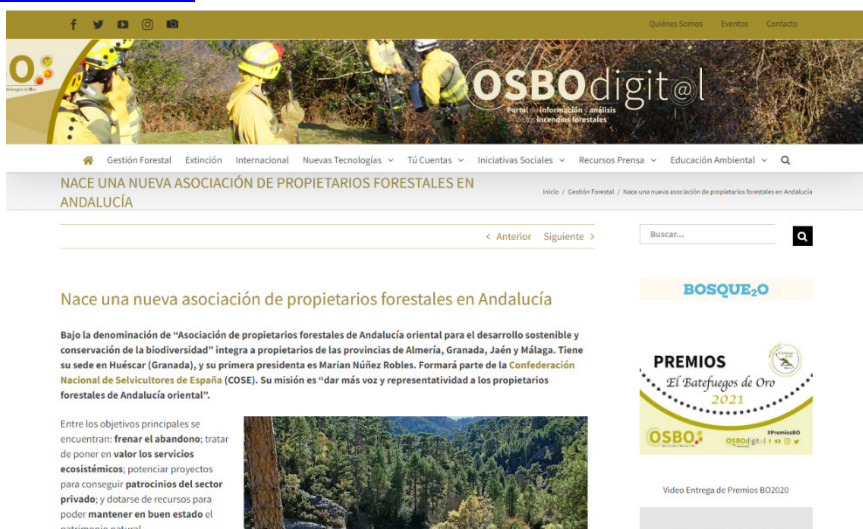 Quiénes Somos Eventos Contacto
OSBOdigit@l
Portal de información y análisis
de los incendios forestales
Gestión Forestal Extinción Internacional Nuevas Tecnologías Tú Cuentas Iniciativas Sociales Recursos Prensa Educación Ambiental
NACE UNA NUEVA ASOCIACIÓN DE PROPIETARIOS FORESTALES EN
ANDALUCÍA
Inicio / Gestión Forestal / Nace una nueva asociación de propietarios forestales en Andalucía
< Anterior Siguiente >
Buscar...
Nace una nueva asociación de propietarios forestales en Andalucía
BOSQUE₂O
Bajo la denominación de “Asociación de propietarios forestales de Andalucía oriental para el desarrollo sostenible y
conservación de la biodiversidad” integra a propietarios de las provincias de Almería, Granada, Jaén y Málaga. Tiene
su sede en Huéscar (Granada), y su primera presidenta es Marian Núñez Robles. Formará parte de la Confederación
Nacional de Selvicultores de España (COSE). Su misión es “dar más voz y representatividad a los propietarios
forestales de Andalucía oriental”.
Entre los objetivos principales se
encuentran: frenar el abandono; tratar
de poner en valor los servicios
ecosistémicos; potenciar proyectos
para conseguir patrocinios del sector
privado; y dotarse de recursos para
poder mantener en buen estado el
patrimonio natural
PREMIOS
El Batefuegos de Oro
2021
#PremiosBO
OSBO
OSBOdigit@l
Video Entrega de Premios BO2020